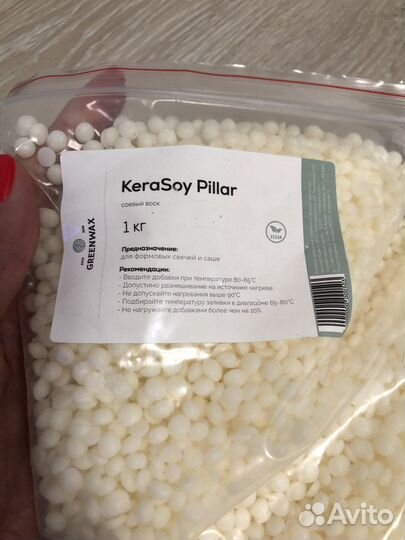 KeraSoy Pillar
соевый воск
1 кг
VEGAN
GREENWAX
Предназначение:
для формовых свечей и саше
Рекомендации:
- Вводите добавки при температуре 80-85°C
- Допустимо размешивание на источнике нагрева
- Не допускайте нагревания выше 90°C
- Подбирайте температуру заливки в диапазоне 65-80°C
- Не нагружайте добавками более чем на 10%
Avito